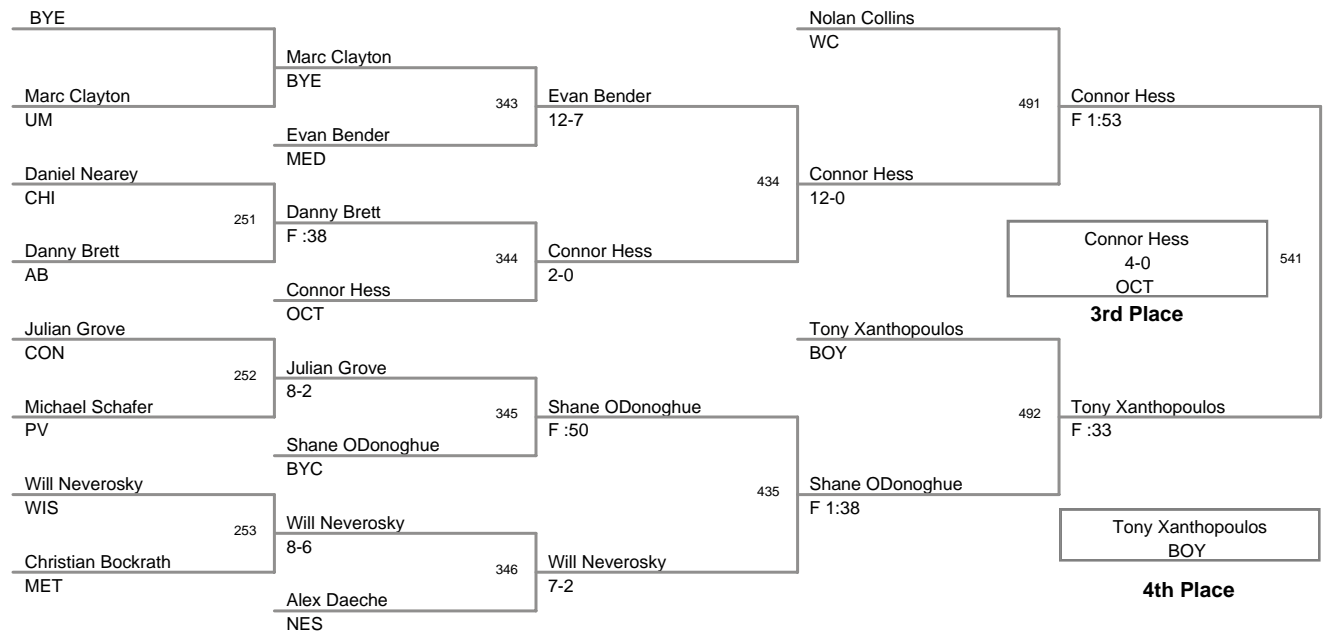 BYE
Marc Clayton
UM
Daniel Nearey
CHI
251
Danny Brett
AB
Julian Grove
CON
252
Michael Schafer
PV
Will Neverosky
WIS
253
Christian Bockrath
MET
Marc Clayton
BYE
343
Evan Bender
MED
Danny Brett
F :38
344
Connor Hess
OCT
Julian Grove
8-2
345
Shane ODonoghue
BYC
Will Neverosky
8-6
346
Alex Daeche
NES
Evan Bender
12-7
434
Connor Hess
2-0
Shane ODonoghue
F :50
435
Will Neverosky
7-2
Nolan Collins
WC
491
Connor Hess
12-0
Tony Xanthopoulos
BOY
492
Shane ODonoghue
F 1:38
Connor Hess
F 1:53
541
Tony Xanthopoulos
F :33
Connor Hess
4-0
OCT
3rd Place
Tony Xanthopoulos
BOY
4th Place